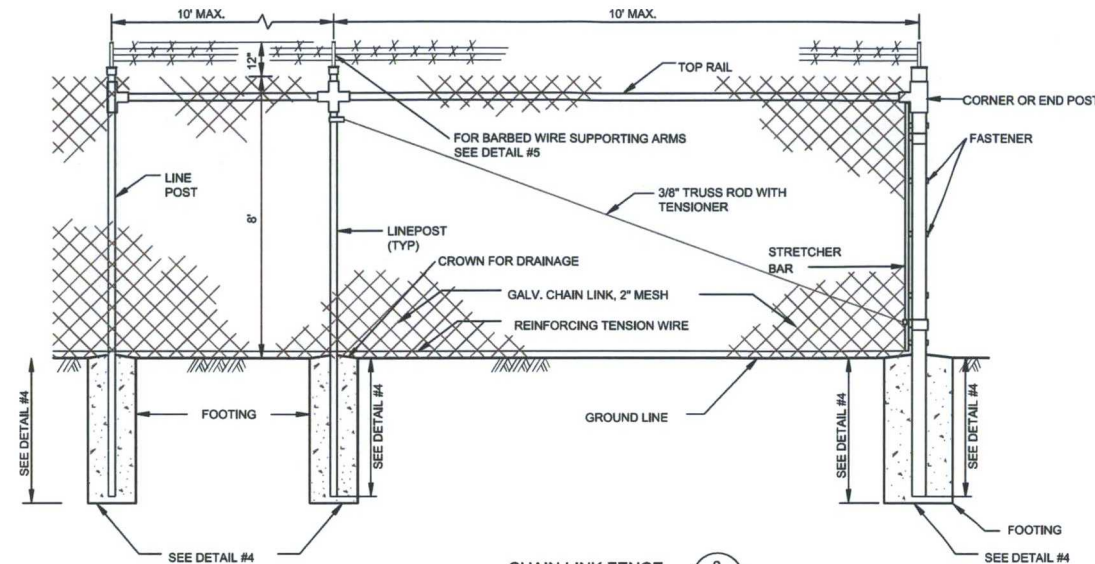 10' MAX.
10' MAX.
12"
TOP RAIL
CORNER OR END POST
FOR BARBED WIRE SUPPORTING ARMS
SEE DETAIL #5
FASTENER
LINE
POST
8'
3/8" TRUSS ROD WITH
TENSIONER
LINEPOST
(TYP)
STRETCHER
BAR
CROWN FOR DRAINAGE
GALV. CHAIN LINK, 2" MESH
REINFORCING TENSION WIRE
SEE DETAIL #4
FOOTING
SEE DETAIL #4
GROUND LINE
SEE DETAIL #4
SEE DETAIL #4
FOOTING
SEE DETAIL #4
SEE DETAIL #4